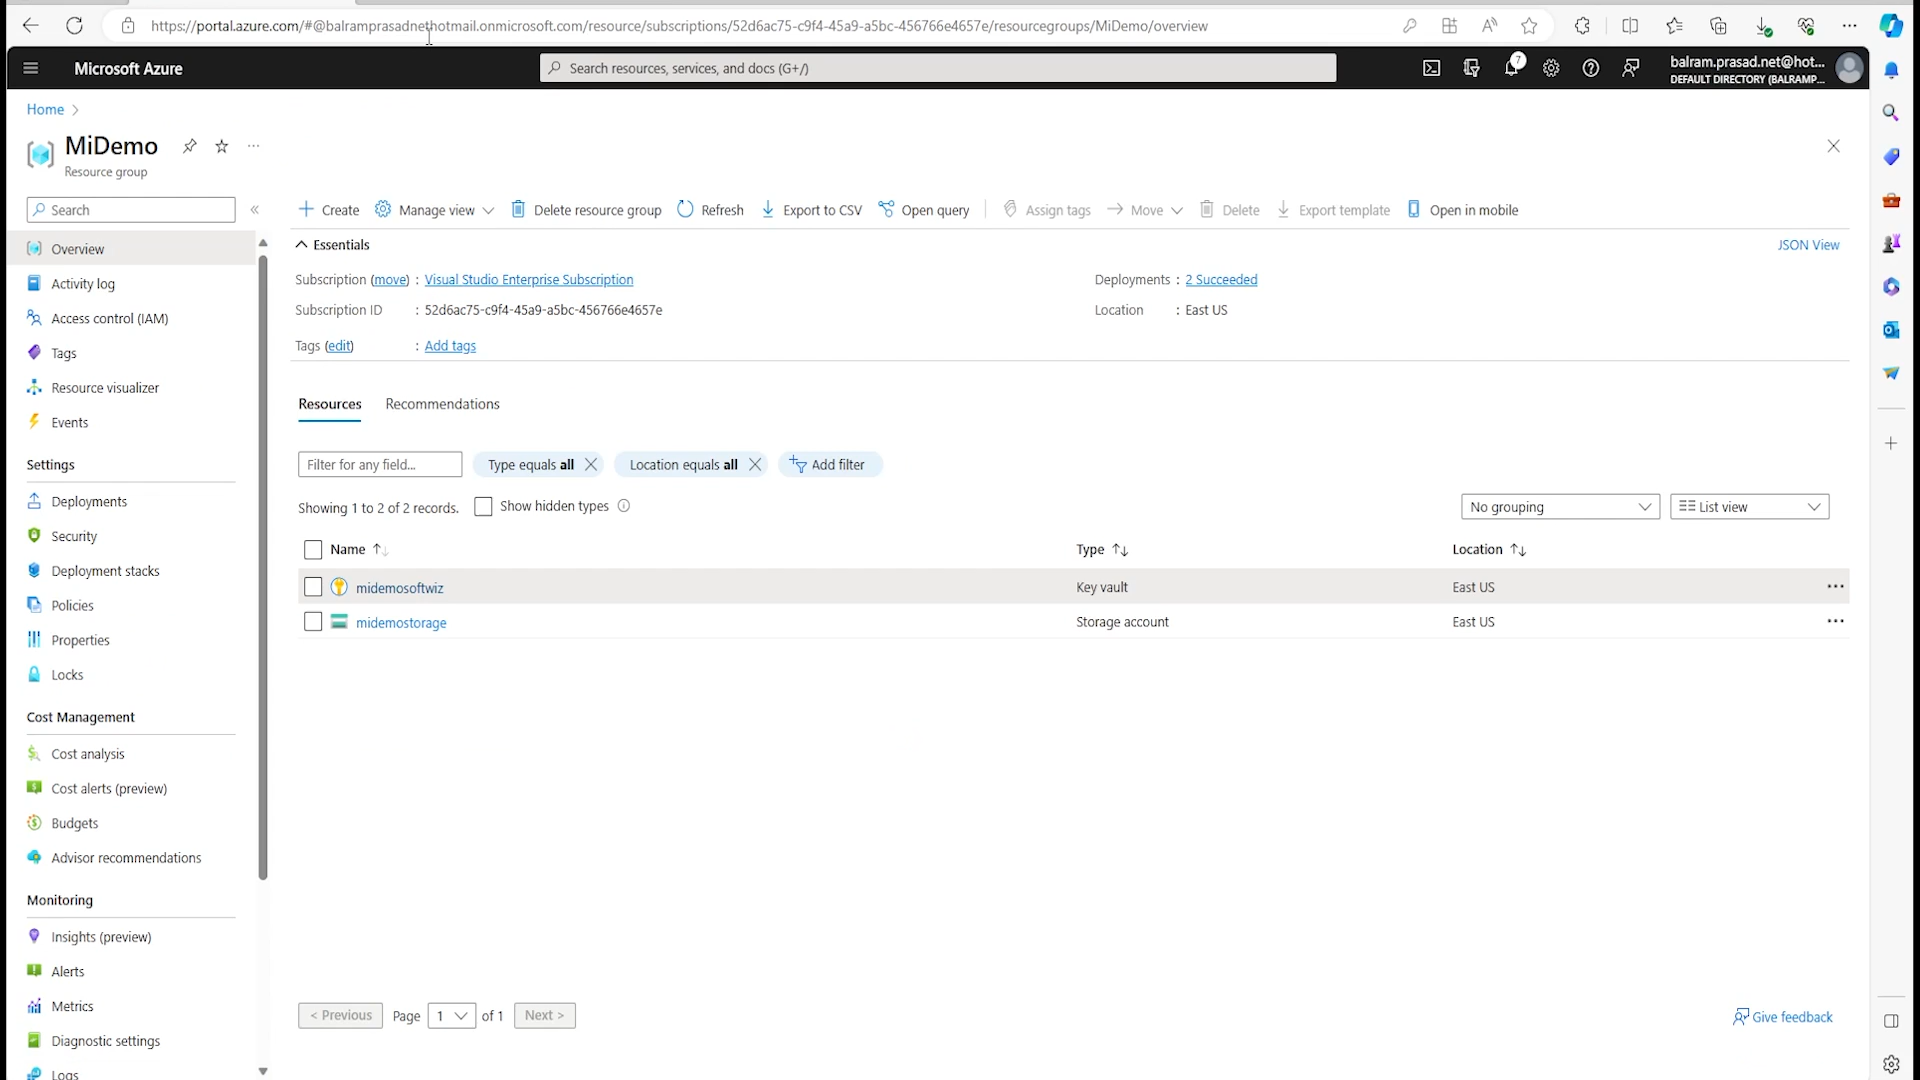 https://portal.azure.com/#@balramprasadnethotmail.onmicrosoft.com/resource/subscriptions/52d6ac75-c9f4-45a9-a5bc-456766e4657e/resourcegroups/MiDemo/overview
Microsoft Azure
Search resources, services, and docs (G+/)
7
balram.prasad.net@hot...
DEFAULT DIRECTORY (BALRAMP...
Home >
MiDemo
Resource group
Search
«
Create
Manage view
Delete resource group
Refresh
Export to CSV
Open query
Assign tags
Move
Delete
Export template
Open in mobile
Overview
Activity log
Access control (IAM)
Tags
Resource visualizer
Events
Settings
Deployments
Security
Deployment stacks
Policies
Properties
Locks
Cost Management
Cost analysis
Cost alerts (preview)
Budgets
Advisor recommendations
Monitoring
Insights (preview)
Alerts
Metrics
Diagnostic settings
Logs
Essentials
JSON View
Subscription (move) : Visual Studio Enterprise Subscription
Subscription ID : 52d6ac75-c9f4-45a9-a5bc-456766e4657e
Tags (edit) : Add tags
Deployments : 2 Succeeded
Location : East US
Resources Recommendations
Filter for any field...
Type equals all
Location equals all
Add filter
Showing 1 to 2 of 2 records.
Show hidden types
No grouping
List view
Name Type Location
midemosoftwiz Key vault East US
midemostorage Storage account East US
< Previous Page 1 of 1 Next >
Give feedback